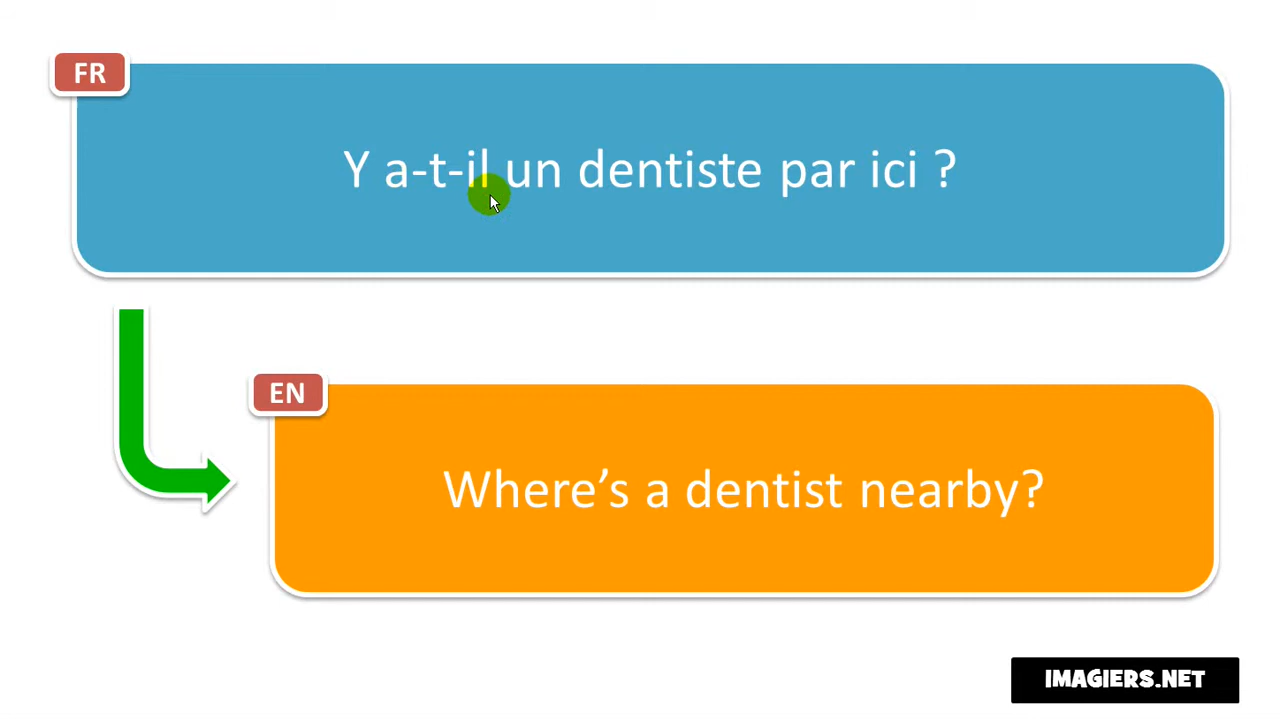 FR
Y a-t-il un dentiste par ici ?
EN
Where’s a dentist nearby?
IMAGIERS.NET